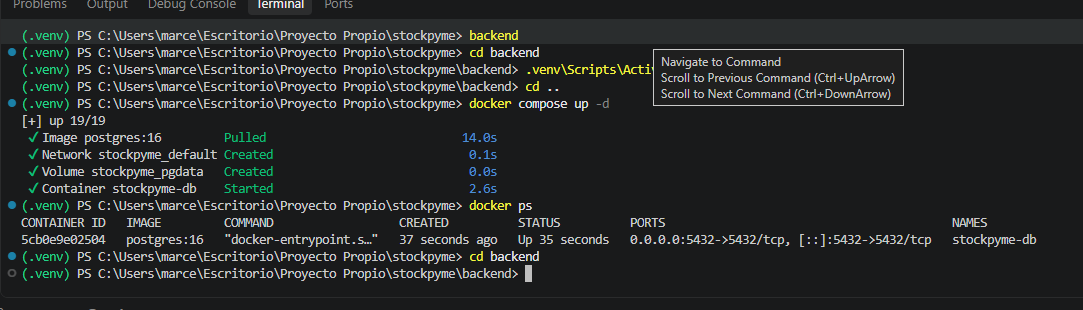 Problems Output Debug Console Terminal Ports
(.venv) PS C:\Users\marce\Escritorio\Proyecto Propio\stockpyme> backend
(.venv) PS C:\Users\marce\Escritorio\Proyecto Propio\stockpyme> cd backend
(.venv) PS C:\Users\marce\Escritorio\Proyecto Propio\stockpyme\backend> .venv\Scripts\Activ
(.venv) PS C:\Users\marce\Escritorio\Proyecto Propio\stockpyme\backend> cd ..
(.venv) PS C:\Users\marce\Escritorio\Proyecto Propio\stockpyme> docker compose up -d
Navigate to Command
Scroll to Previous Command (Ctrl+UpArrow)
Scroll to Next Command (Ctrl+DownArrow)
[+] up 19/19
✔ Image postgres:16 Pulled 14.0s
✔ Network stockpyme_default Created 0.1s
✔ Volume stockpyme_pgdata Created 0.0s
✔ Container stockpyme-db Started 2.6s
(.venv) PS C:\Users\marce\Escritorio\Proyecto Propio\stockpyme> docker ps
CONTAINER ID IMAGE COMMAND CREATED STATUS PORTS NAMES
5cb0e9e02504 postgres:16 "docker-entrypoint.s…" 37 seconds ago Up 35 seconds 0.0.0.0:5432->5432/tcp, [::]:5432->5432/tcp stockpyme-db
(.venv) PS C:\Users\marce\Escritorio\Proyecto Propio\stockpyme> cd backend
(.venv) PS C:\Users\marce\Escritorio\Proyecto Propio\stockpyme\backend>